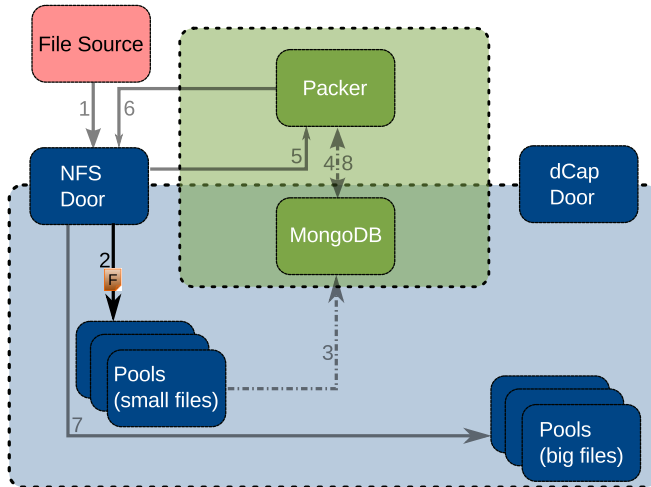 File Source
Packer
1
6
5
4
8
NFS
Door
dCap
Door
MongoDB
2
F
3
Pools
(small files)
7
Pools
(big files)